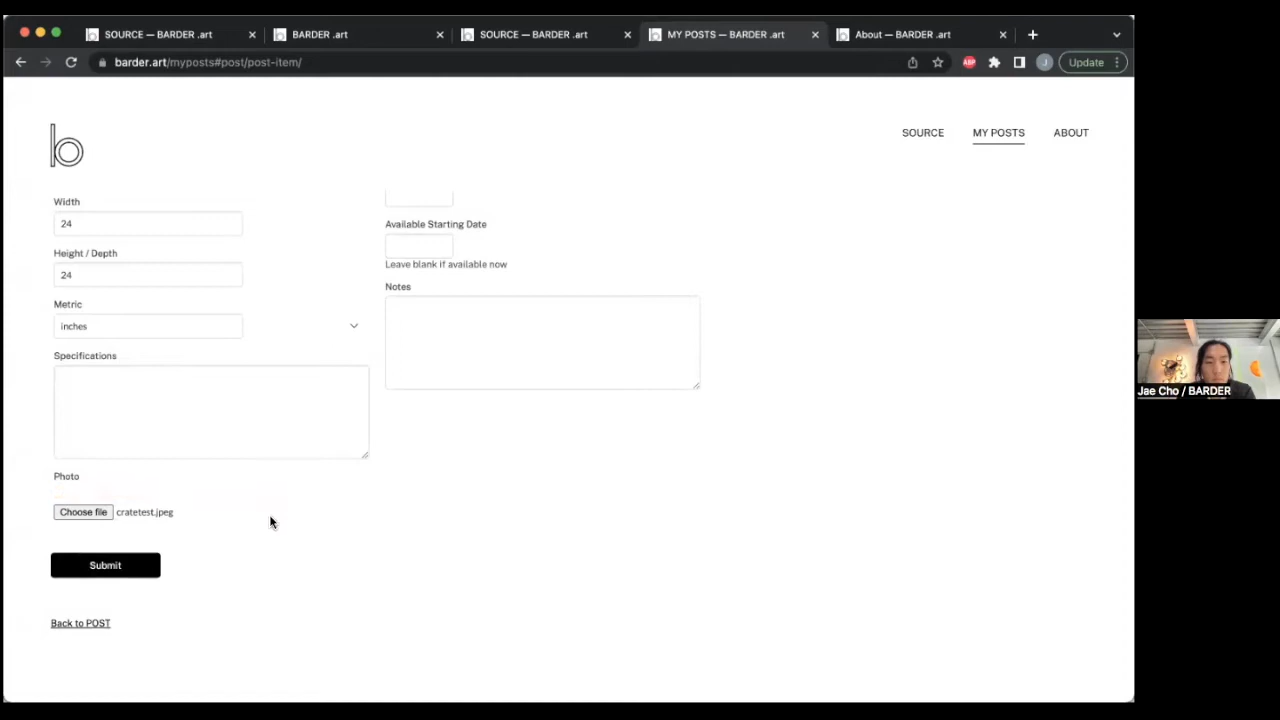 SOURCE — BARDER .art
BARDER .art
SOURCE — BARDER .art
MY POSTS — BARDER .art
About — BARDER .art
barder.art/myposts#post/post-item/
ABP
J
Update
b
SOURCE
MY POSTS
ABOUT
Width
24
Height / Depth
24
Metric
inches
Specifications
Photo
Choose file cratetest.jpeg
Submit
Back to POST
Available Starting Date
Leave blank if available now
Notes
Jae Cho / BARDER